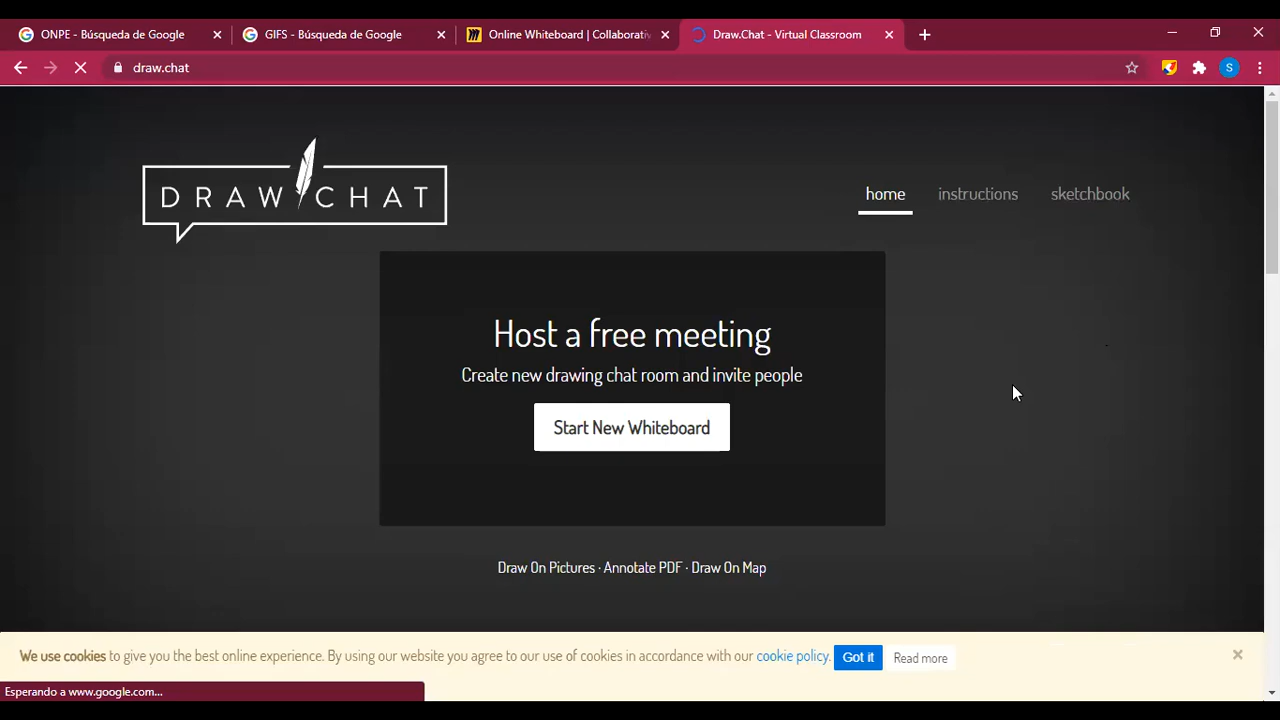 ONPE - Búsqueda de Google
GIFS - Búsqueda de Google
Online Whiteboard | Collaborativ
Draw.Chat - Virtual Classroom
draw.chat
S
DRAW CHAT
home
instructions
sketchbook
Host a free meeting
Create new drawing chat room and invite people
Start New Whiteboard
Draw On Pictures · Annotate PDF · Draw On Map
We use cookies to give you the best online experience. By using our website you agree to our use of cookies in accordance with our cookie policy. Got it Read more
Esperando a www.google.com...